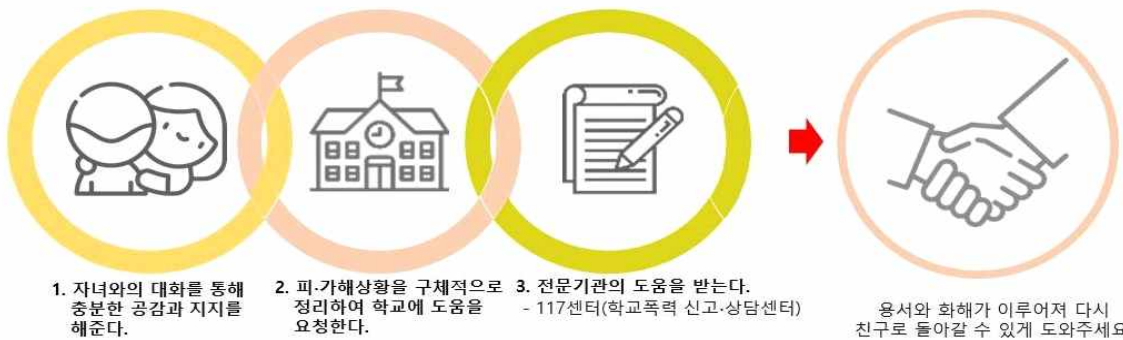 1. 자녀와의 대화를 통해
충분한 공감과 지지를
해준다.
2. 피·가해상황을 구체적으로
정리하여 학교에 도움을
요청한다.
3. 전문기관의 도움을 받는다.
- 117센터(학교폭력 신고·상담센터)
용서와 화해가 이루어져 다시
친구로 돌아갈 수 있게 도와주세요